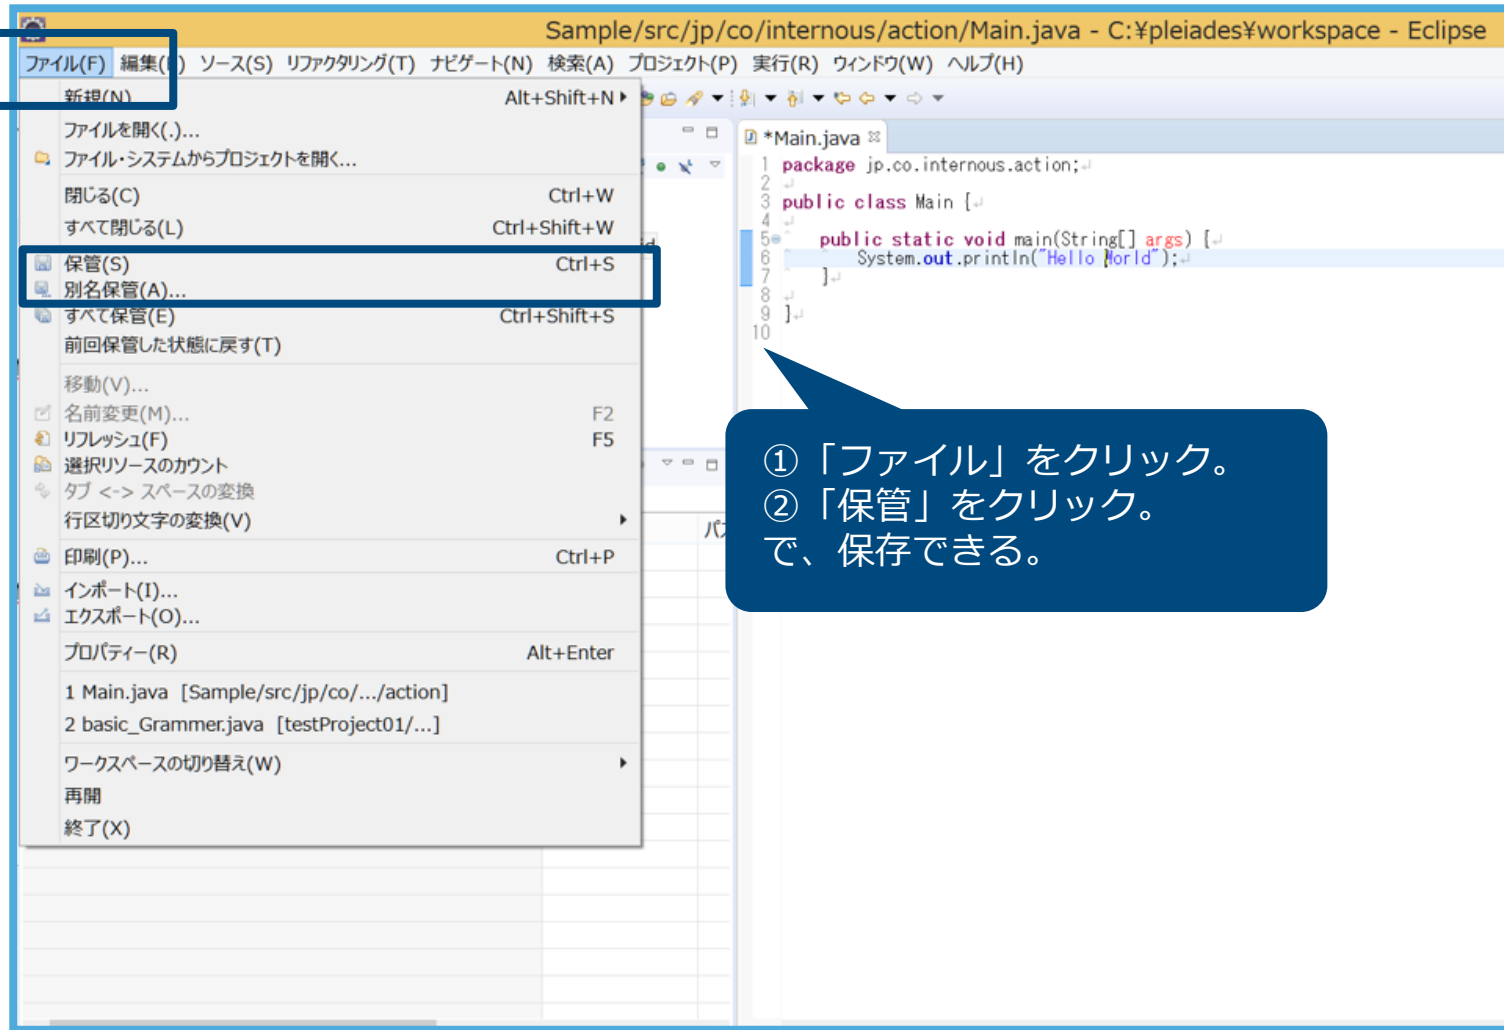 Sample/src/jp/co/internous/action/Main.java - C:¥pleiades¥workspace - Eclipse
ファイル(F) 編集( ) ソース(S) リファクタリング(T) ナビゲート(N) 検索(A) プロジェクト(P) 実行(R) ウィンドウ(W) ヘルプ(H)
新規(N) Alt+Shift+N
ファイルを開く(.)...
ファイル・システムからプロジェクトを開く...
閉じる(C) Ctrl+W
すべて閉じる(L) Ctrl+Shift+W
保管(S) Ctrl+S
別名保管(A)...
すべて保管(E) Ctrl+Shift+S
前回保管した状態に戻す(T)
移動(V)...
名前変更(M)... F2
リフレッシュ(F) F5
選択リソースのカウント
タブ <-> スペースの変換
行区切り文字の変換(V)
印刷(P)... Ctrl+P
インポート(I)...
エクスポート(O)...
プロパティー(R) Alt+Enter
1 Main.java [Sample/src/jp/co/.../action]
2 basic_Grammer.java [testProject01/...]
ワークスペースの切り替え(W)
再開
終了(X)
*Main.java
1 package jp.co.internous.action;
2
3 public class Main {
4
5 public static void main(String[] args) {
6 System.out.println("Hello World");
7 }
8
9 }
10
①「ファイル」をクリック。
②「保管」をクリック。
で、保存できる。